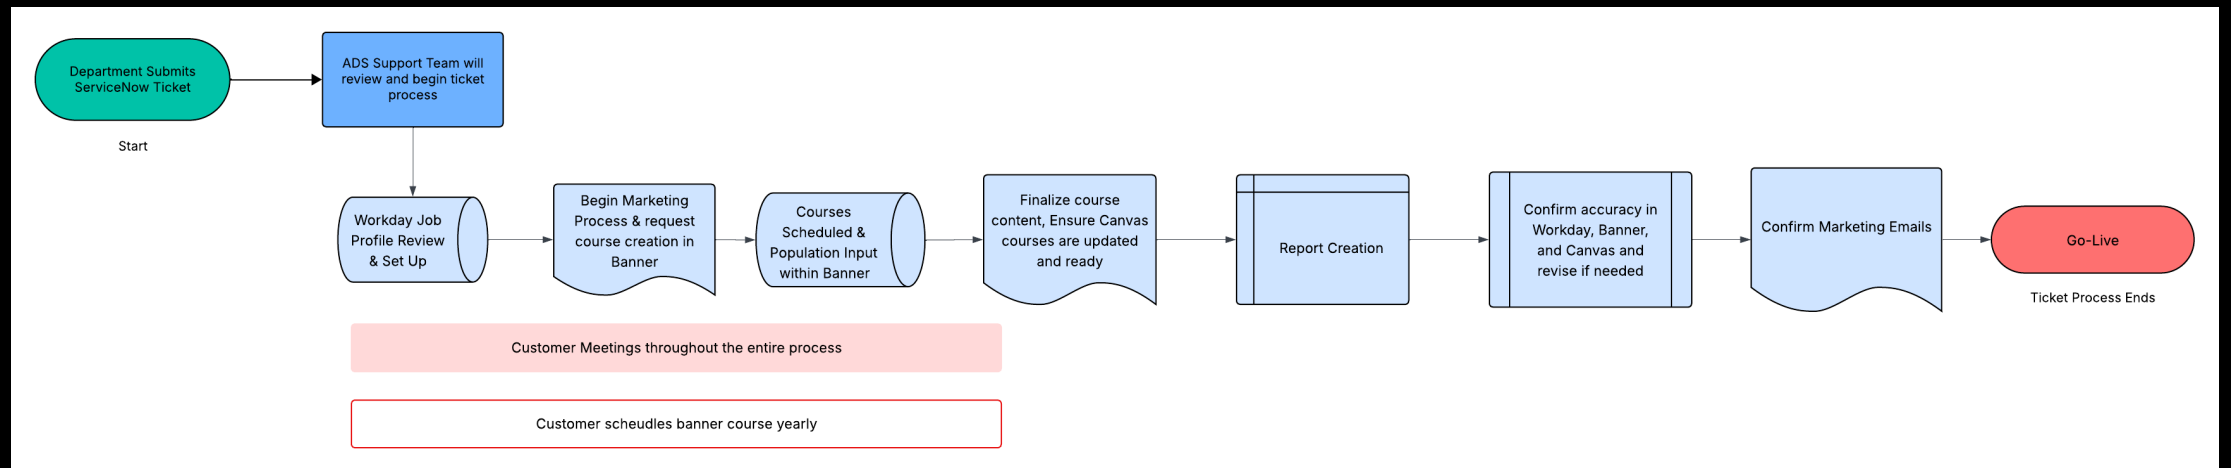 Department Submits
ServiceNow Ticket
Start
ADS Support Team will
review and begin ticket
process
Workday Job
Profile Review
& Set Up
Begin Marketing
Process & request
course creation in
Banner
Courses
Scheduled &
Population Input
within Banner
Finalize course
content, Ensure Canvas
courses are updated
and ready
Report Creation
Confirm accuracy in
Workday, Banner,
and Canvas and
revise if needed
Confirm Marketing Emails
Go-Live
Ticket Process Ends
Customer Meetings throughout the entire process
Customer scheudles banner course yearly